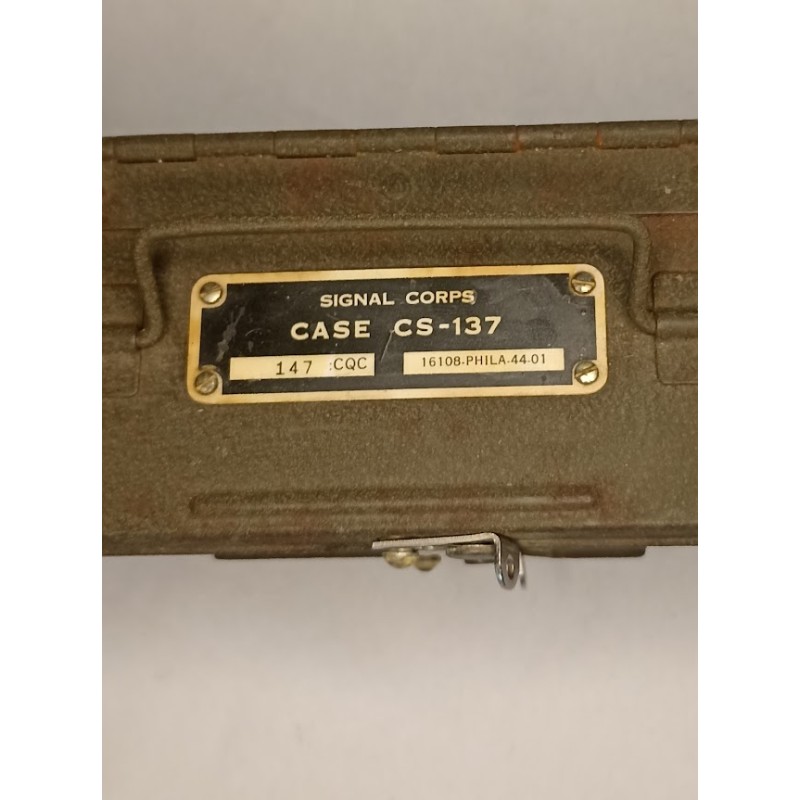 SIGNAL CORPS
CASE CS-137
147 CQC 16108-PHILA-44-01